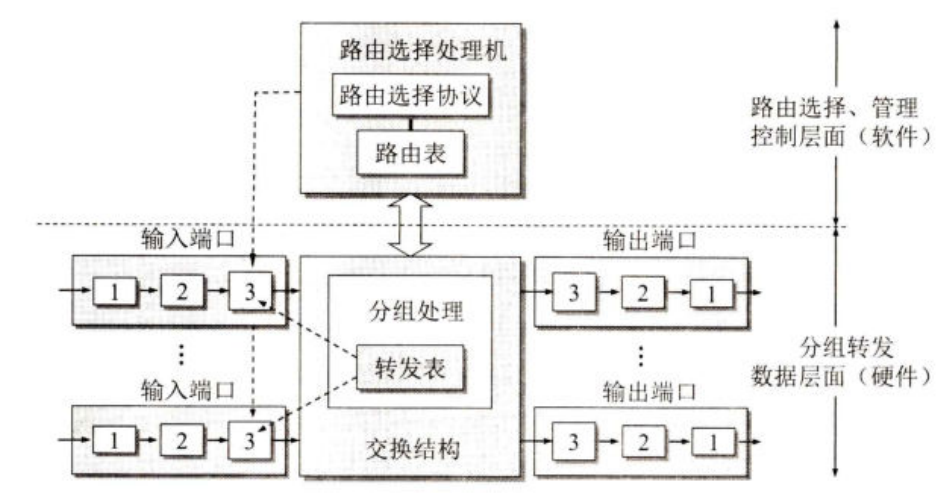 路由选择处理机
路由选择协议
路由表
路由选择、管理
控制层面（软件）
输入端口
1
2
3
输入端口
1
2
3
分组处理
转发表
交换结构
输出端口
3
2
1
输出端口
3
2
1
分组转发
数据层面（硬件）